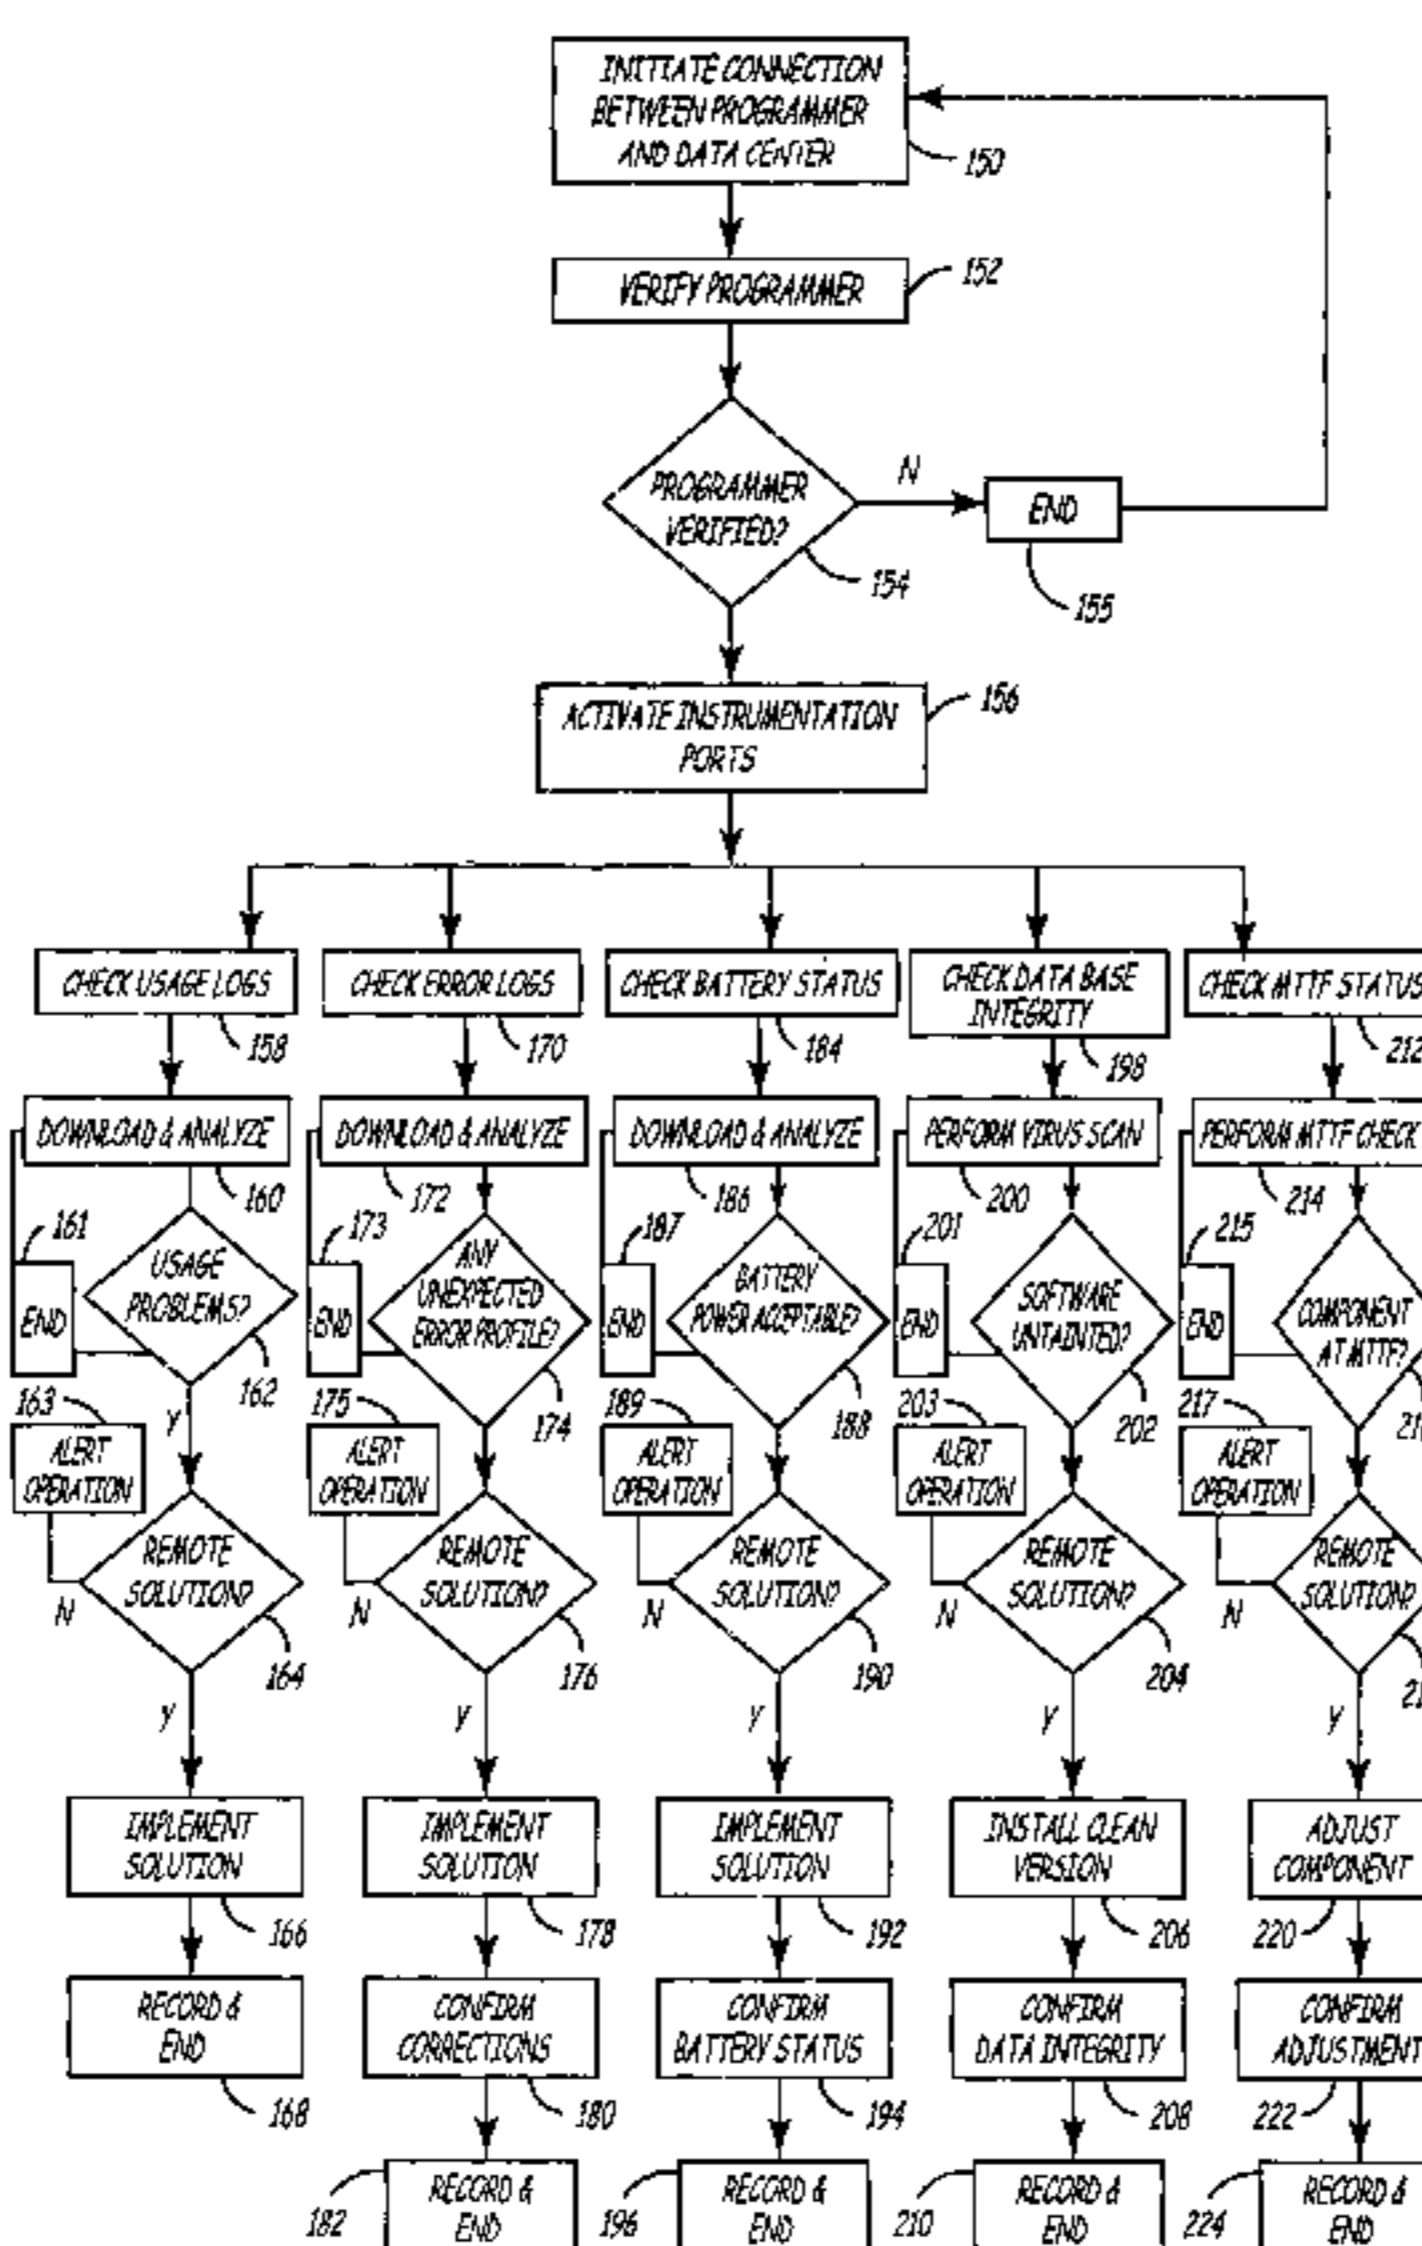 INITIATE CONNECTION
BETWEEN PROGRAMMER
AND DATA CENTER
150
VERIFY PROGRAMMER
152
PROGRAMMER
VERIFIED?
154
N
END
155
ACTIVATE INSTRUMENTATION
PORTS
156
CHECK USAGE LOGS
158
CHECK ERROR LOGS
170
CHECK BATTERY STATUS
184
CHECK DATA BASE
INTEGRITY
198
CHECK MTTF STATUS
212
DOWNLOAD & ANALYZE
160
DOWNLOAD & ANALYZE
172
DOWNLOAD & ANALYZE
186
PERFORM VIRUS SCAN
200
PERFORM MTTF CHECK
214
161
END
USAGE
PROBLEMS?
162
173
END
ANY
UNEXPECTED
ERROR PROFILE?
174
187
END
BATTERY
POWER ACCEPTABLE?
188
201
END
SOFTWARE
UNTAINTED?
202
215
END
COMPONENT
AT MTTF?
163
ALERT
OPERATION
Y
175
ALERT
OPERATION
189
ALERT
OPERATION
203
ALERT
OPERATION
217
ALERT
OPERATION
REMOTE
SOLUTION?
164
N
Y
REMOTE
SOLUTION?
176
N
Y
REMOTE
SOLUTION?
190
N
Y
REMOTE
SOLUTION?
204
N
Y
REMOTE
SOLUTION?
N
Y
IMPLEMENT
SOLUTION
166
IMPLEMENT
SOLUTION
178
IMPLEMENT
SOLUTION
192
INSTALL CLEAN
VERSION
206
ADJUST
COMPONENT
220
RECORD &
END
168
CONFIRM
CORRECTIONS
180
CONFIRM
BATTERY STATUS
194
CONFIRM
DATA INTEGRITY
208
CONFIRM
ADJUSTMENT
222
182
RECORD &
END
196
RECORD &
END
210
RECORD &
END
224
RECORD &
END